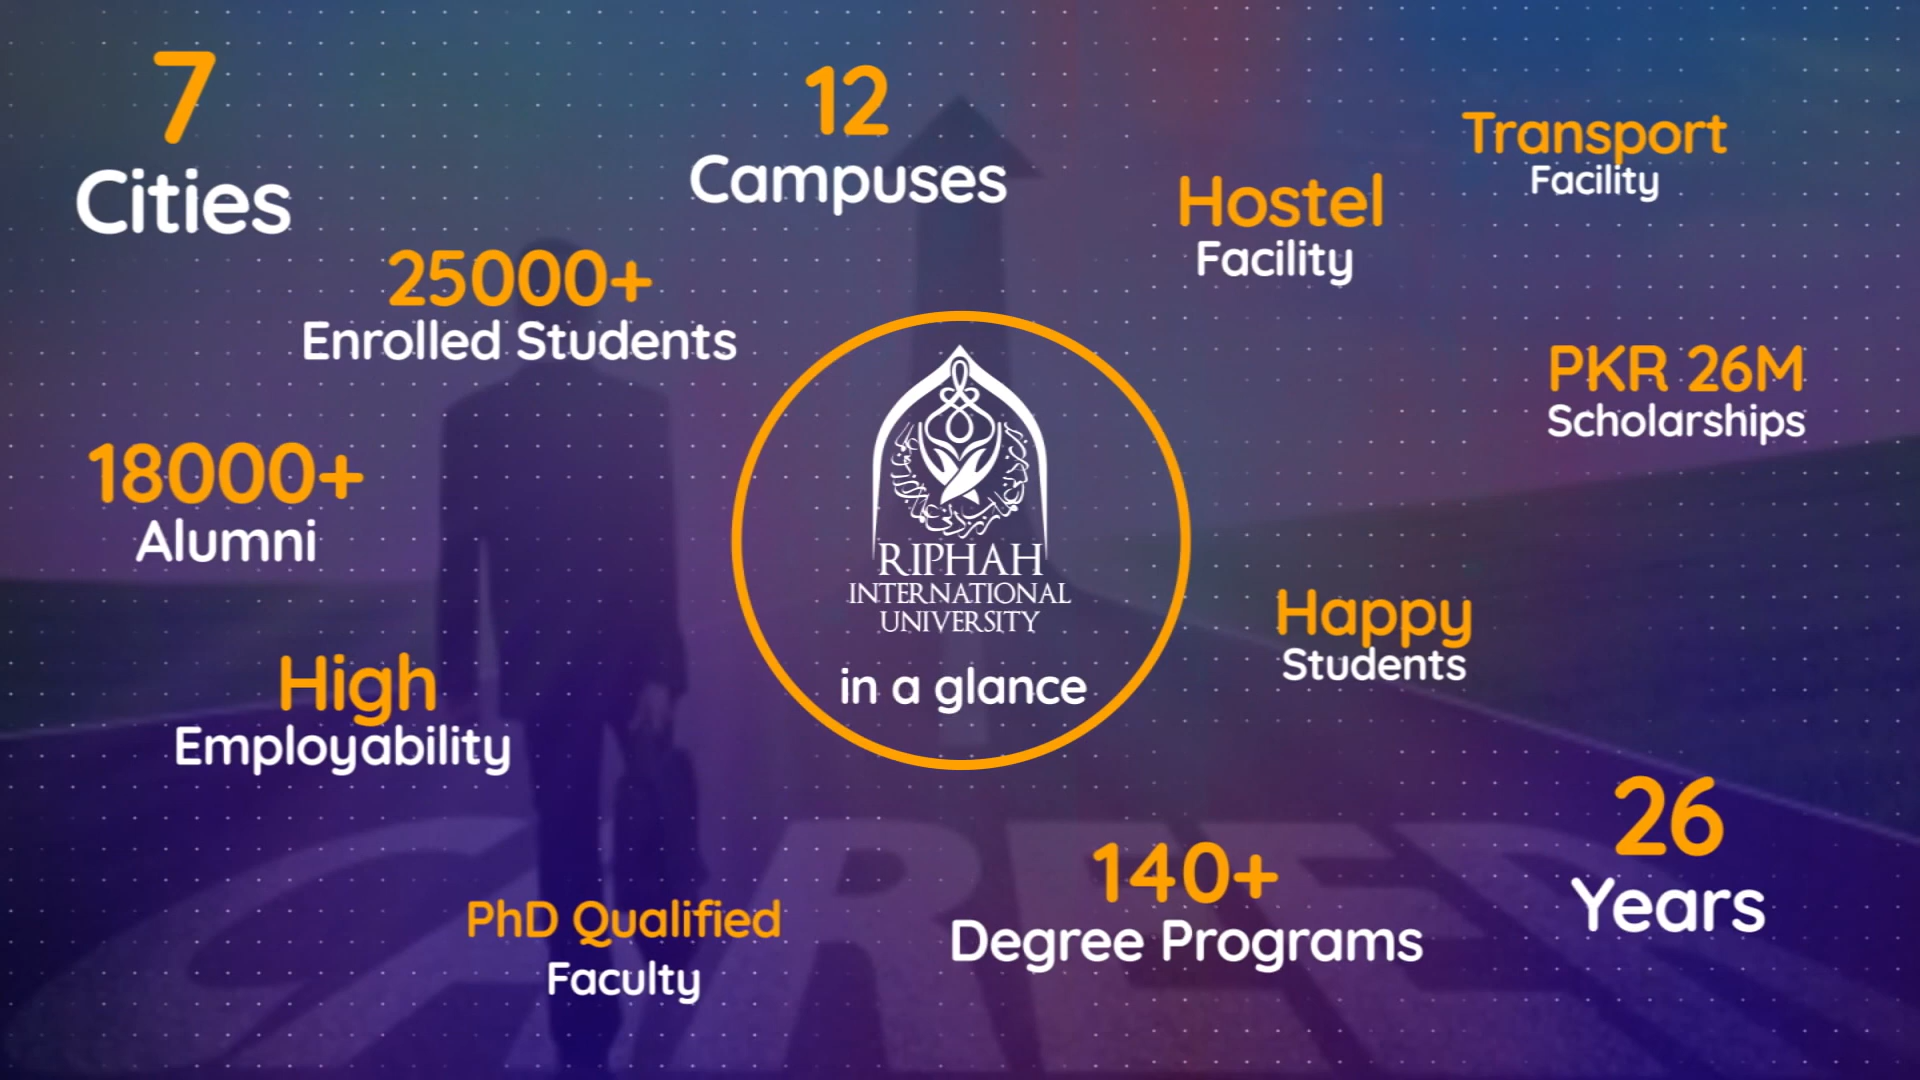 7
Cities
12
Campuses
Transport
Facility
Hostel
Facility
25000+
Enrolled Students
PKR 26M
Scholarships
18000+
Alumni
RIPHAH
INTERNATIONAL
UNIVERSITY
in a glance
Happy
Students
High
Employability
26
Years
140+
Degree Programs
PhD Qualified
Faculty